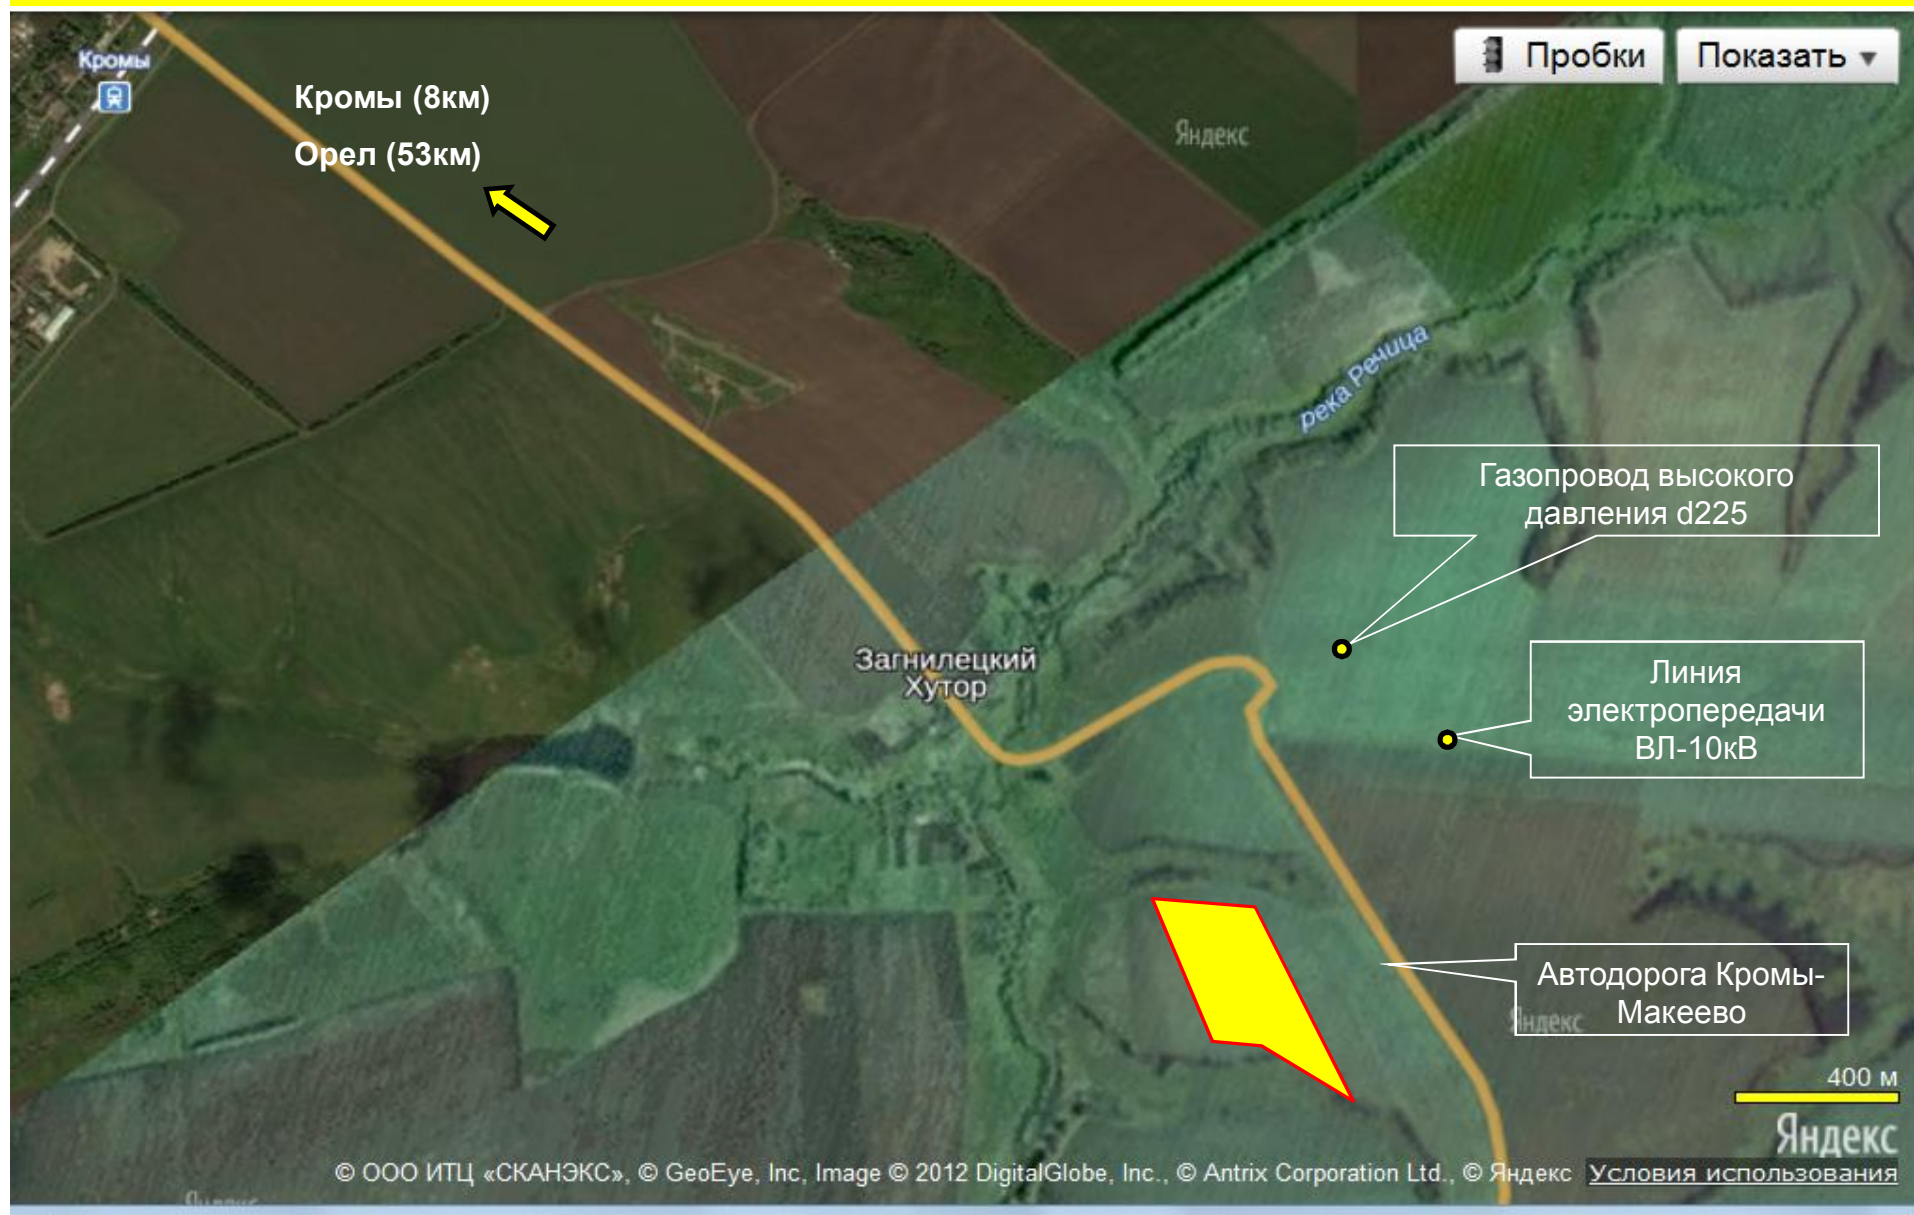 Кромы
Кромы (8км)
Орел (53км)
Пробки
Показать
Яндекс
река Речица
Газопровод высокого
давления d225
Загнилецкий
Хутор
Линия
электропередачи
ВЛ-10кВ
Автодорога Кромы-
Макеево
Яндекс
400 м
Яндекс
© ООО ИТЦ «СКАНЭКС», © GeoEye, Inc, Image © 2012 DigitalGlobe, Inc., © Antrix Corporation Ltd., © Яндекс Условия использования